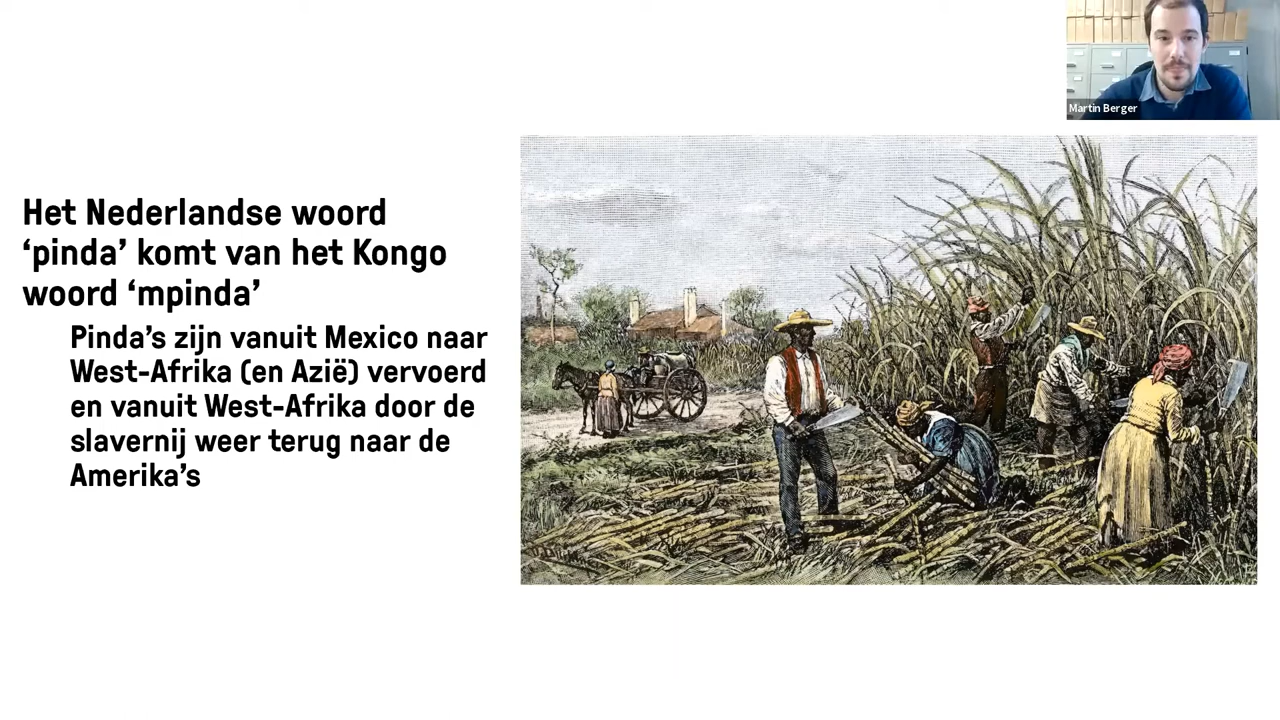 Martin Berger
Het Nederlandse woord
‘pinda’ komt van het Kongo
woord ‘mpinda’
Pinda’s zijn vanuit Mexico naar
West-Afrika (en Azië) vervoerd
en vanuit West-Afrika door de
slavernij weer terug naar de
Amerika’s